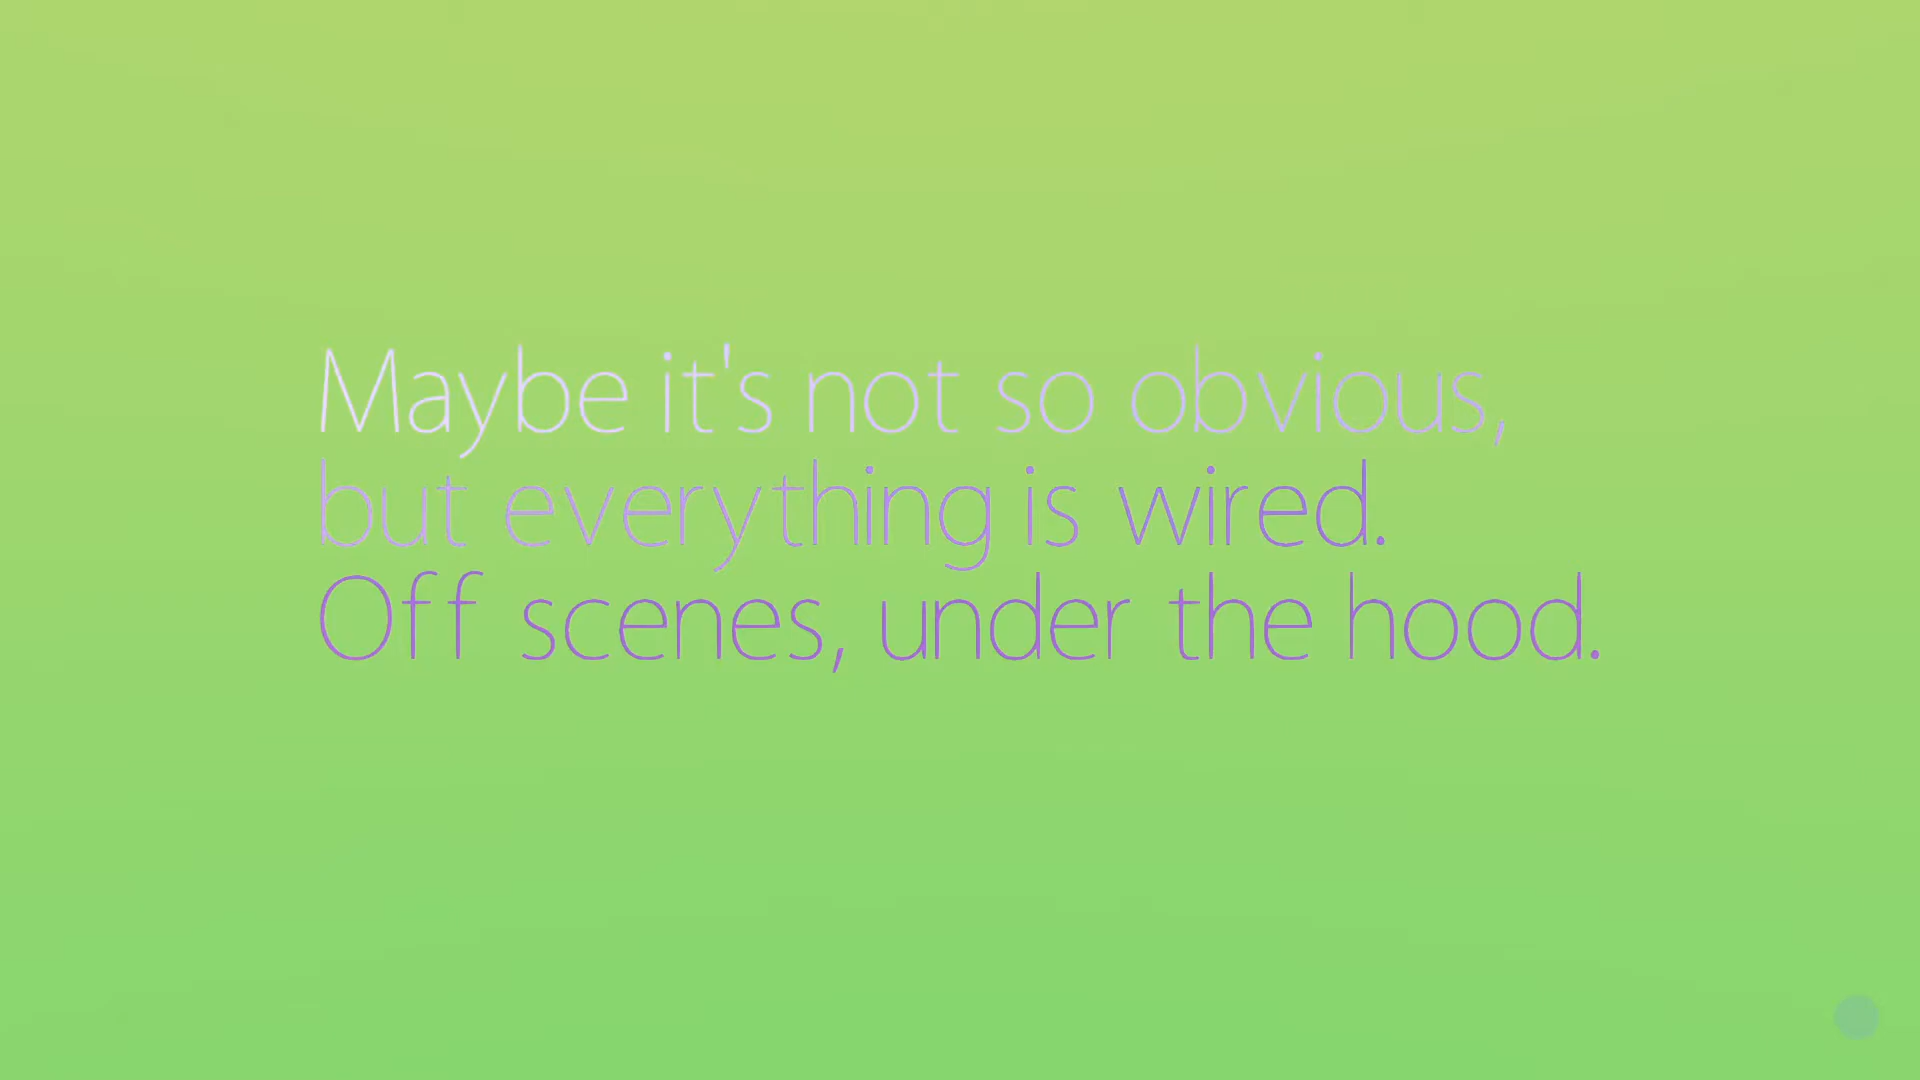 Maybe it's not so obvious,
but everything is wired.
Off scenes, under the hood.